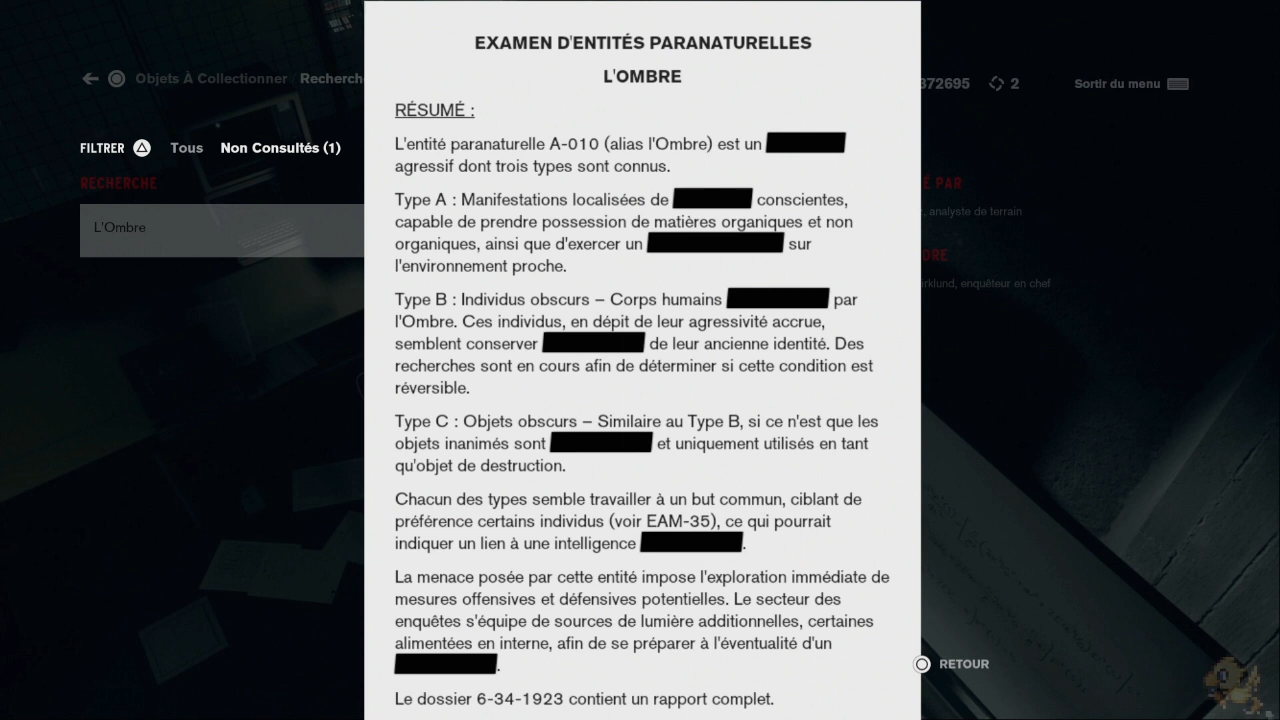 EXAMEN D'ENTITÉS PARANATURELLES
L'OMBRE
Objets À Collectionner
Recherch
372695
2
Sortir du menu
RÉSUMÉ :
FILTRER
Tous
Non Consultés (1)
L'entité paranaturelle A-010 (alias l'Ombre) est un
agressif dont trois types sont connus.
RECHERCHE
É PAR
Type A : Manifestations localisées de conscientes,
capable de prendre possession de matières organiques et non
organiques, ainsi que d'exercer un sur
l'environnement proche.
L'Ombre
, analyste de terrain
DRE
rklund, enquêteur en chef
Type B : Individus obscurs – Corps humains par
l'Ombre. Ces individus, en dépit de leur agressivité accrue,
semblent conserver de leur ancienne identité. Des
recherches sont en cours afin de déterminer si cette condition est
réversible.
Type C : Objets obscurs – Similaire au Type B, si ce n'est que les
objets inanimés sont et uniquement utilisés en tant
qu'objet de destruction.
Chacun des types semble travailler à un but commun, ciblant de
préférence certains individus (voir EAM-35), ce qui pourrait
indiquer un lien à une intelligence .
La menace posée par cette entité impose l'exploration immédiate de
mesures offensives et défensives potentielles. Le secteur des
enquêtes s'équipe de sources de lumière additionnelles, certaines
alimentées en interne, afin de se préparer à l'éventualité d'un
.
RETOUR
Le dossier 6-34-1923 contient un rapport complet.